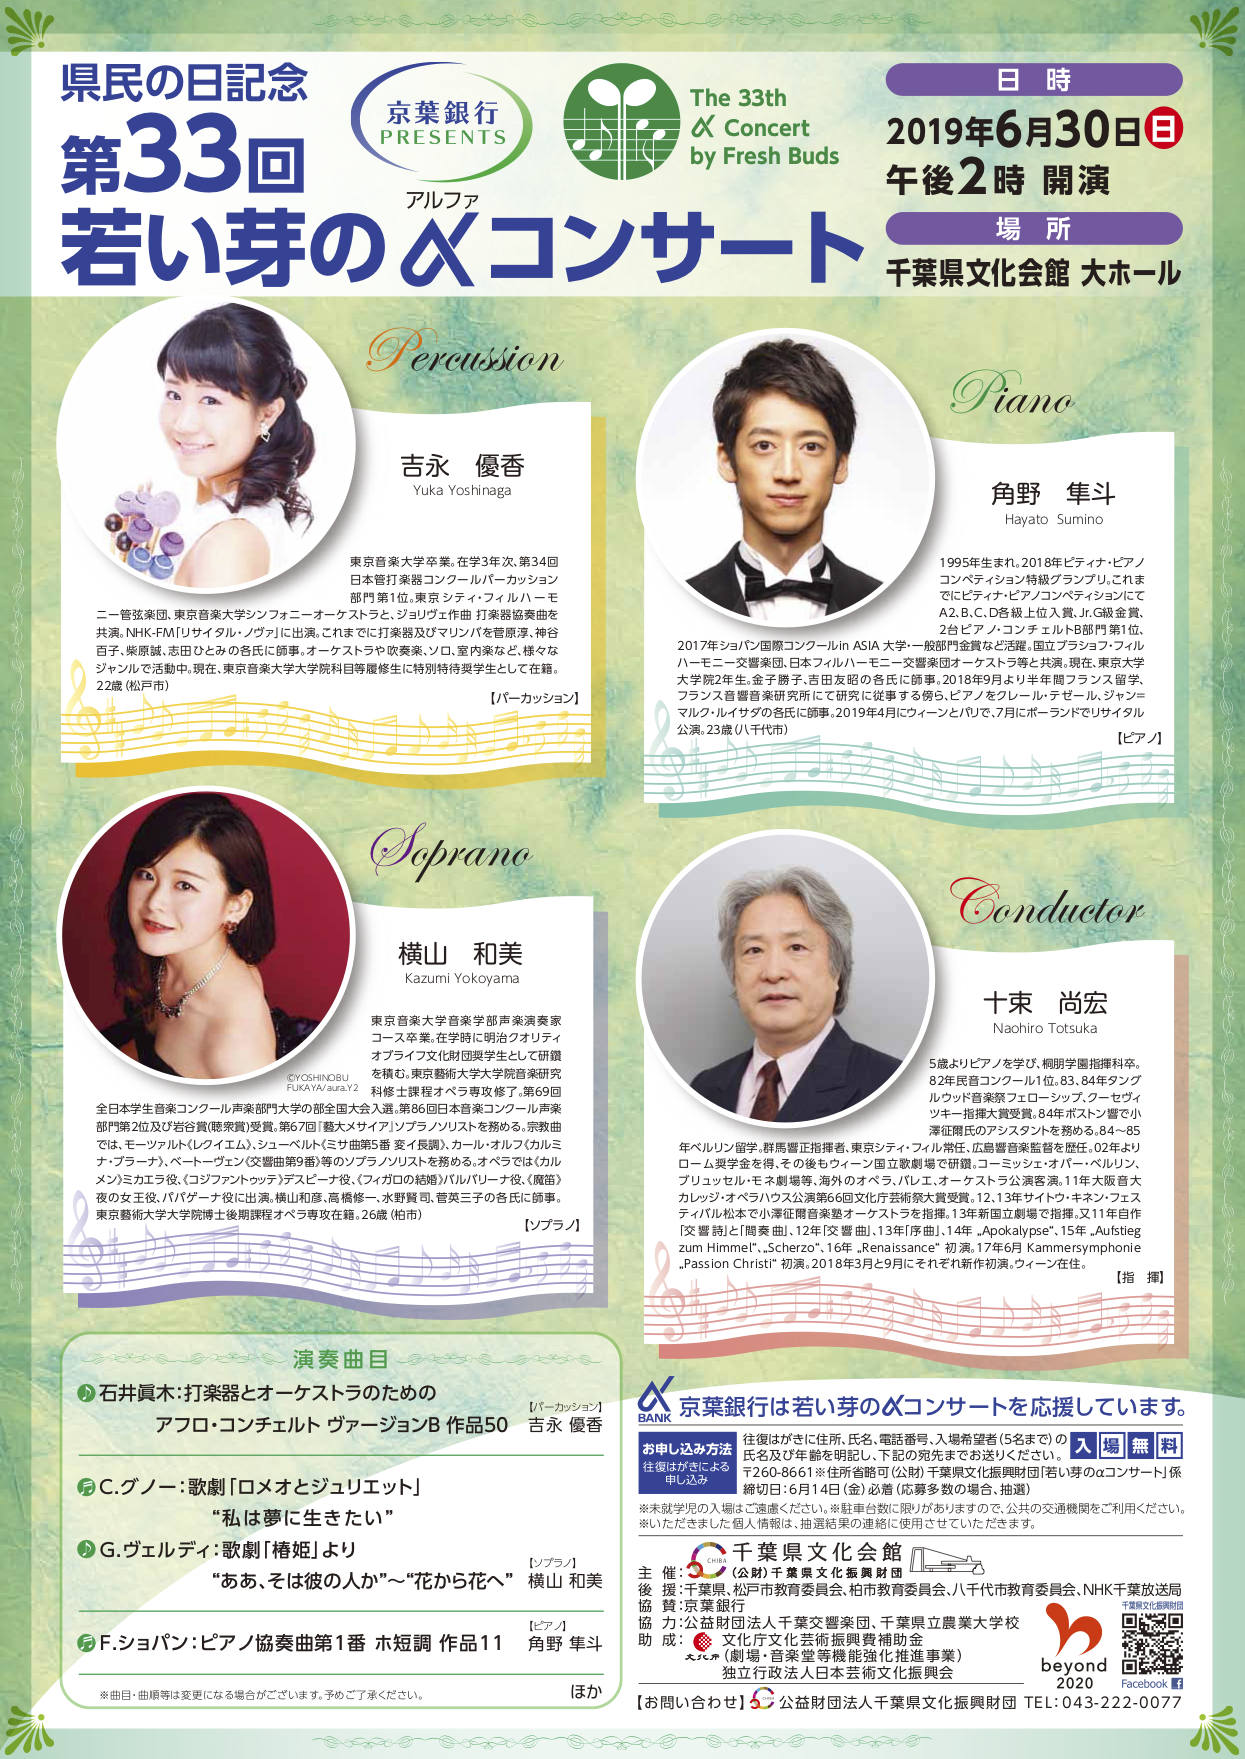 県民の日記念
第33回
若い芽のαコンサート
アルファ
京葉銀行
PRESENTS
The 33th
α Concert
by Fresh Buds
日 時
2019年6月30日日
午後2時 開演
場 所
千葉県文化会館 大ホール
Percussion
吉永 優香
Yuka Yoshinaga
東京音楽大学卒業。在学3年次、第34回
日本管打楽器コンクールパーカッション
部門第1位。東京シティ・フィルハーモ
ニー管弦楽団、東京音楽大学シンフォニーオーケストラと、ジョリヴェ作曲 打楽器協奏曲を
共演。NHK-FM「リサイタル・ノヴァ」に出演。これまでに打楽器及びマリンバを菅原淳、神谷
百子、柴原誠、志田ひとみの各氏に師事。オーケストラや吹奏楽、ソロ、室内楽など、様々な
ジャンルで活動中。現在、東京音楽大学大学院科目等履修生に特別特待奨学生として在籍。
22歳(松戸市)
【パーカッション】
Piano
角野 隼斗
Hayato Sumino
1995年生まれ。2018年ピティナ・ピアノ
コンペティション特級グランプリ。これま
でにピティナ・ピアノコンペティションにて
A2、B、C、D各級上位入賞、Jr.G級金賞、
2台ピアノ・コンチェルトB部門第1位、
2017年ショパン国際コンクールin ASIA 大学・一般部門金賞など活躍。国立ブラショフ・フィル
ハーモニー交響楽団、日本フィルハーモニー交響楽団オーケストラ等と共演。現在、東京大学
大学院2年生。金子勝子、吉田友昭の各氏に師事。2018年9月より半年間フランス留学、
フランス音響音楽研究所にて研究に従事する傍ら、ピアノをクレール・テゼール、ジャン=
マルク・ルイサダの各氏に師事。2019年4月にウィーンとパリで、7月にポーランドでリサイタル
公演。23歳(八千代市)
【ピアノ】
Soprano
横山 和美
Kazumi Yokoyama
©YOSHINOBU
FUKAYA/aura.Y2
東京音楽大学音楽学部声楽演奏家
コース卒業。在学時に明治クオリティ
オブライフ文化財団奨学生として研鑽
を積む。東京藝術大学大学院音楽研究
科修士課程オペラ専攻修了。第69回
全日本学生音楽コンクール声楽部門大学の部全国大会入選。第86回日本音楽コンクール声楽
部門第2位及び岩谷賞(聴衆賞)受賞。第67回「藝大メサイア」ソプラノソリストを務める。宗教曲
では、モーツァルト《レクイエム》、シューベルト《ミサ曲第5番 変イ長調》、カール・オルフ《カルミ
ナ・ブラーナ》、ベートーヴェン《交響曲第9番》等のソプラノソリストを務める。オペラでは《カル
メン》ミカエラ役、《コジファントゥッテ》デスピーナ役、《フィガロの結婚》バルバリーナ役、《魔笛》
夜の女王役、パパゲーナ役に出演。横山和彦、高橋修一、水野賢司、菅英三子の各氏に師事。
東京藝術大学大学院博士後期課程オペラ専攻在籍。26歳(柏市)
【ソプラノ】
Conductor
十束 尚宏
Naohiro Totsuka
5歳よりピアノを学び、桐朋学園指揮科卒。
82年民音コンクール1位。83、84年タング
ルウッド音楽祭フェローシップ、クーセヴィ
ツキー指揮大賞受賞。84年ボストン響で小
澤征爾氏のアシスタントを務める。84〜85
年ベルリン留学。群馬響正指揮者、東京シティ・フィル常任、広島響音楽監督を歴任。02年より
ローム奨学金を得、その後もウィーン国立歌劇場で研鑽。コーミッシェ・オパー・ベルリン、
ブリュッセル・モネ劇場等、海外のオペラ、バレエ、オーケストラ公演客演。11年大阪音大
カレッジ・オペラハウス公演第66回文化庁芸術祭大賞受賞。12、13年サイトウ・キネン・フェス
ティバル松本で小澤征爾音楽塾オーケストラを指揮。13年新国立劇場で指揮。又11年自作
「交響詩」と「間奏曲」、12年「交響曲」、13年「序曲」、14年 „Apokalypse“、15年 „Aufstieg
zum Himmel“、„Scherzo“、16年 „Renaissance“ 初演。17年6月 Kammersymphonie
„Passion Christi“ 初演。2018年3月と9月にそれぞれ新作初演。ウィーン在住。
【指 揮】
演奏曲目
石井眞木:打楽器とオーケストラのための
アフロ・コンチェルト ヴァージョンB 作品50
【パーカッション】
吉永 優香
C.グノー:歌劇「ロメオとジュリエット」
“私は夢に生きたい”
G.ヴェルディ:歌劇「椿姫」より
“ああ、そは彼の人か”〜“花から花へ”
【ソプラノ】
横山 和美
F.ショパン:ピアノ協奏曲第1番 ホ短調 作品11
【ピアノ】
角野 隼斗
※曲目・曲順等は変更になる場合がございます。予めご了承ください。
ほか
α BANK 京葉銀行は若い芽のαコンサートを応援しています。
お申し込み方法
往復はがきによる
申し込み
往復はがきに住所、氏名、電話番号、入場希望者(5名まで)の
氏名及び年齢を明記し、下記の宛先までお送りください。
入場無料
〒260-8661※住所省略可(公財)千葉県文化振興財団「若い芽のαコンサート」係
締切日:6月14日(金)必着(応募多数の場合、抽選)
※未就学児の入場はご遠慮ください。※駐車台数に限りがありますので、公共の交通機関をご利用ください。
※いただきました個人情報は、抽選結果の連絡に使用させていただきます。
主 催: CHIBA 千葉県文化会館
(公財)千葉県文化振興財団
後 援:千葉県、松戸市教育委員会、柏市教育委員会、八千代市教育委員会、NHK千葉放送局
協 賛:京葉銀行
協 力:公益財団法人千葉交響楽団、千葉県立農業大学校
助 成: 文化庁 文化庁文化芸術振興費補助金
(劇場・音楽堂等機能強化推進事業)
独立行政法人日本芸術文化振興会
beyond
2020
千葉県文化振興財団
Facebook f
【お問い合わせ】 公益財団法人千葉県文化振興財団 TEL:043-222-0077